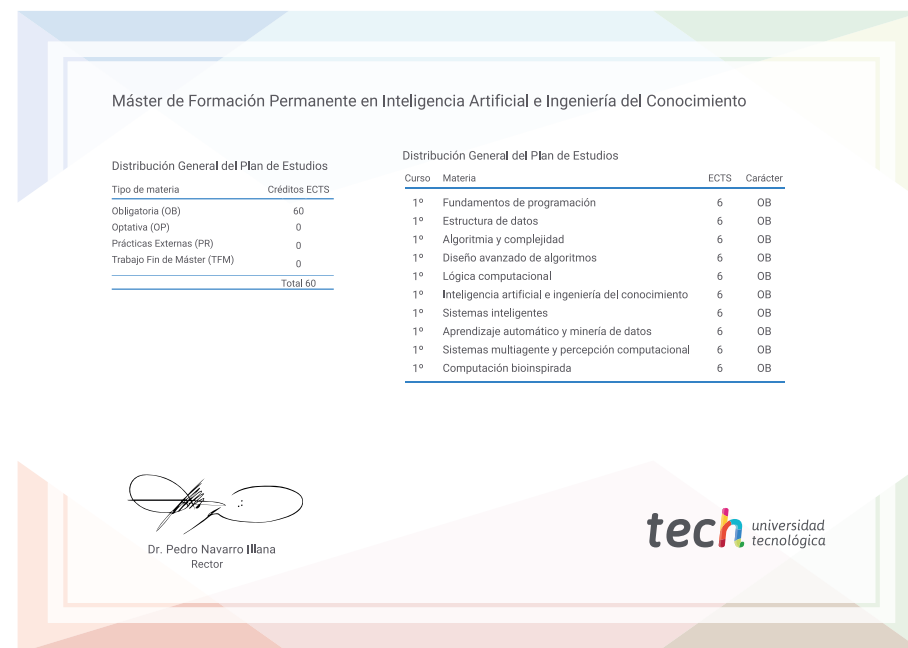 Máster de Formación Permanente en Inteligencia Artificial e Ingeniería del Conocimiento
Distribución General del Plan de Estudios
Tipo de materia Créditos ECTS
Obligatoria (OB) 60
Optativa (OP) 0
Prácticas Externas (PR) 0
Trabajo Fin de Máster (TFM) 0
Total 60
Distribución General del Plan de Estudios
Curso Materia ECTS Carácter
1º Fundamentos de programación 6 OB
1º Estructura de datos 6 OB
1º Algoritmia y complejidad 6 OB
1º Diseño avanzado de algoritmos 6 OB
1º Lógica computacional 6 OB
1º Inteligencia artificial e ingeniería del conocimiento 6 OB
1º Sistemas inteligentes 6 OB
1º Aprendizaje automático y minería de datos 6 OB
1º Sistemas multiagente y percepción computacional 6 OB
1º Computación bioinspirada 6 OB
Dr. Pedro Navarro Illana
Rector
tech universidad
tecnológica